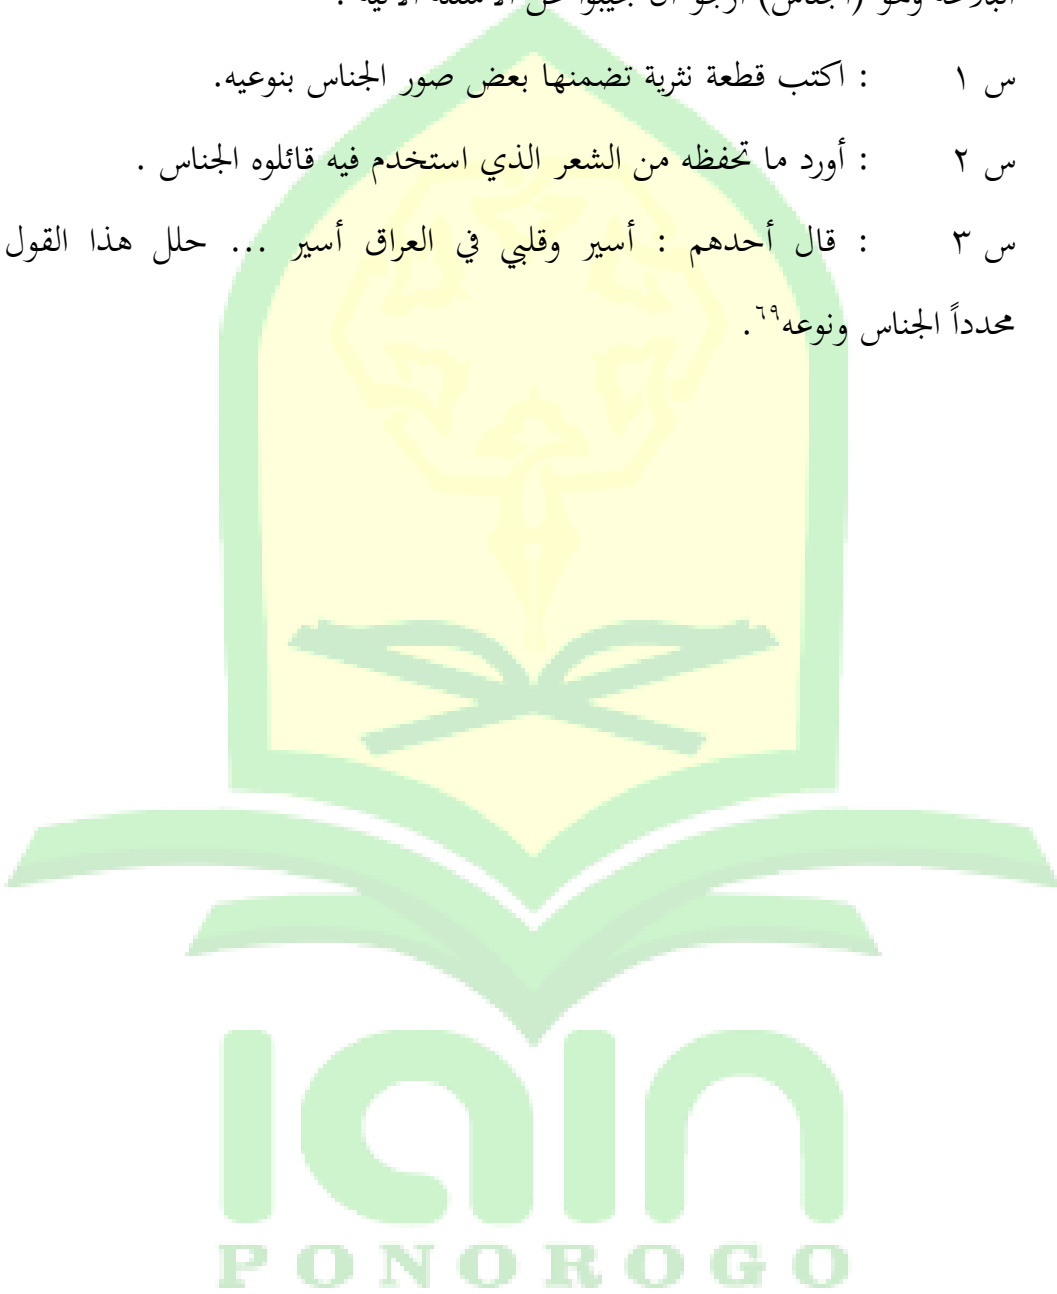 س ١ : اكتب قطعة نثرية تضمنها بعض صور الجناس بنوعيه.
س ٢ : أورد ما تحفظه من الشعر الذي استخدم فيه قائلوه الجناس .
س ٣ : قال أحدهم : أسير وقلبي في العراق أسير ... حلل هذا القول
محدداً الجناس ونوعه٦٩.
iain
PONOROGO